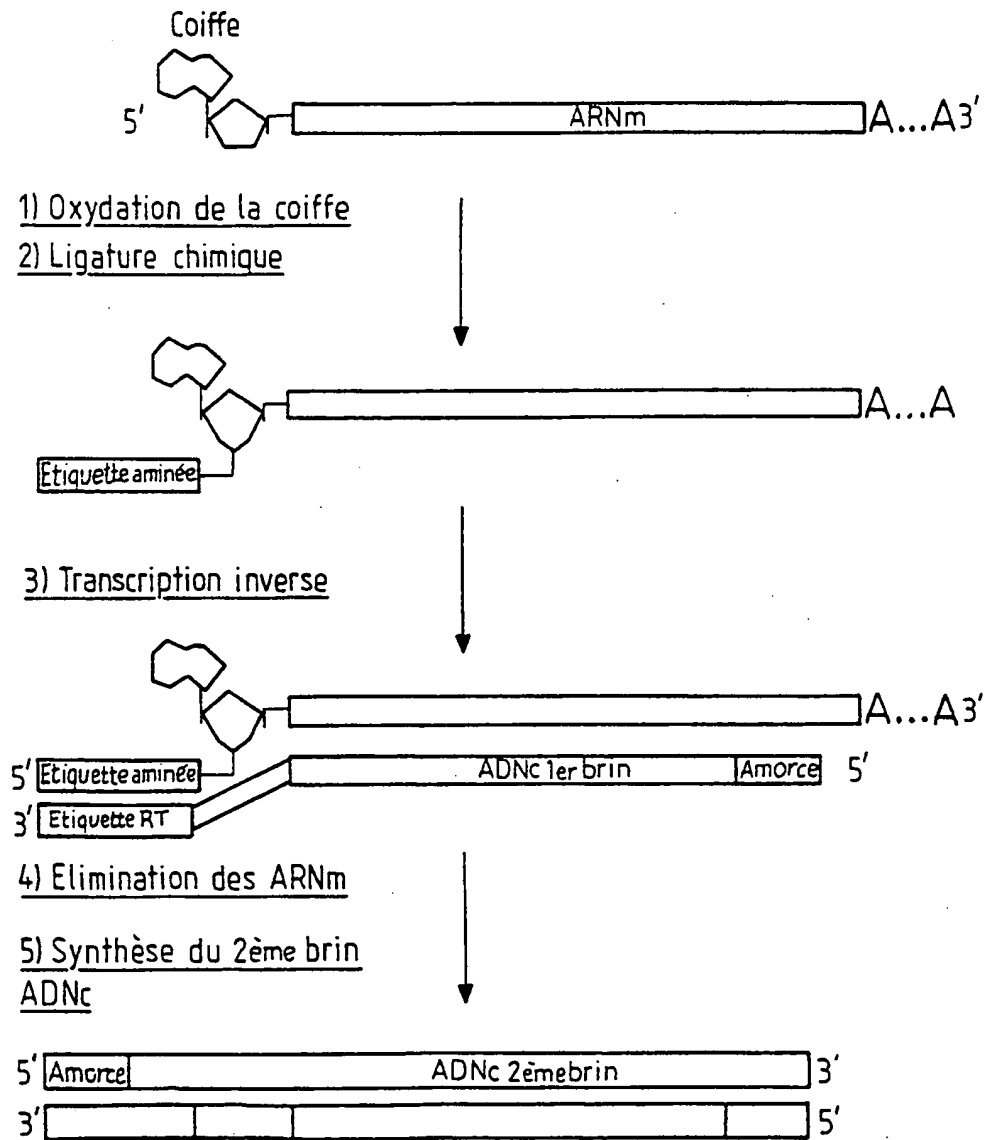 Coiffe
5' ARNm A...A3'
1) Oxydation de la coiffe
2) Ligature chimique
A...A
Etiquette aminée
3) Transcription inverse
A...A3'
5' Etiquette aminée ADNc 1er brin Amorce 5'
3' Etiquette RT
4) Elimination des ARNm
5) Synthèse du 2ème brin
ADNc
5' Amorce ADNc 2ème brin 3'
3' 5'